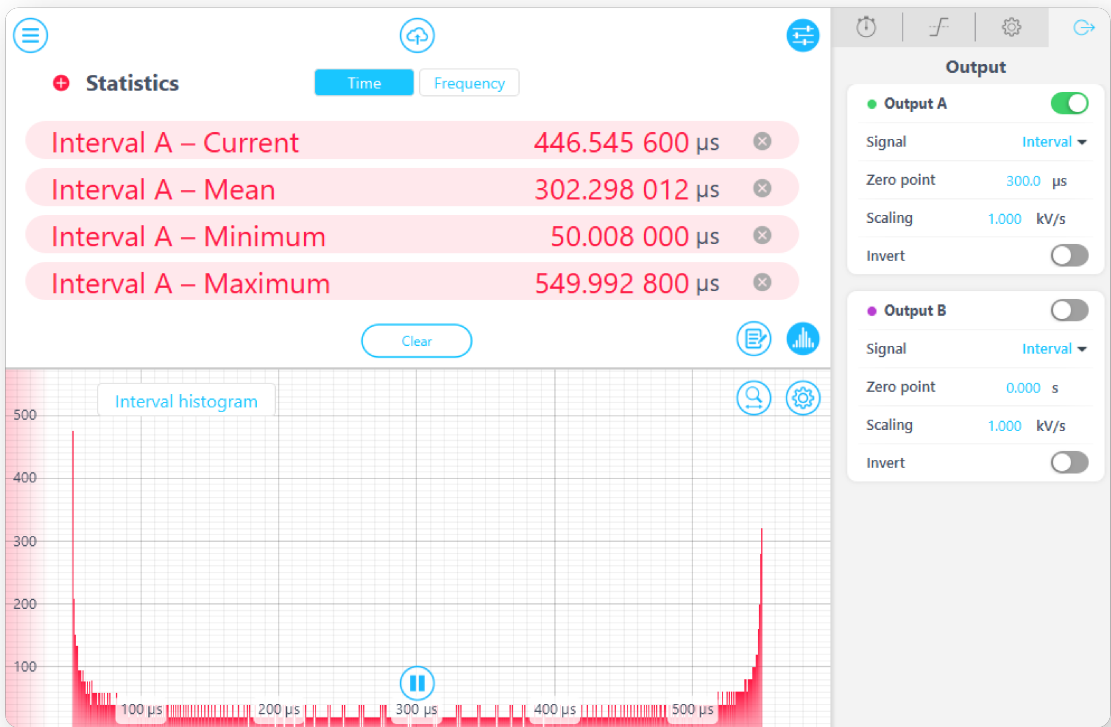 Statistics
Time
Frequency
Interval A – Current 446.545 600 µs
Interval A – Mean 302.298 012 µs
Interval A – Minimum 50.008 000 µs
Interval A – Maximum 549.992 800 µs
Clear
Interval histogram
500
400
300
200
100
100 µs 200 µs 300 µs 400 µs 500 µs
Output
Output A
Signal Interval
Zero point 300.0 µs
Scaling 1.000 kV/s
Invert
Output B
Signal Interval
Zero point 0.000 s
Scaling 1.000 kV/s
Invert